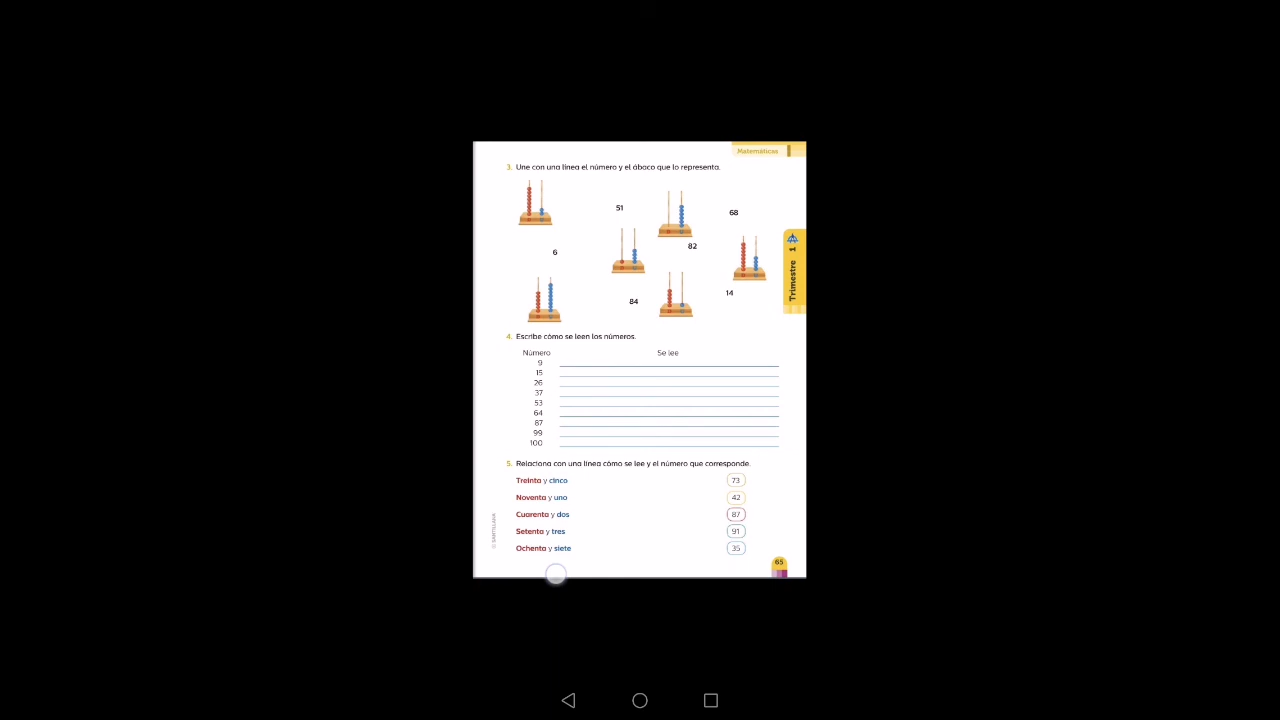 Matemáticas
3. Une con una línea el número y el ábaco que lo representa.
51
68
82
6
14
84
Trimestre 1
4. Escribe cómo se leen los números.
Número Se lee
9
15
26
37
53
64
87
99
100
5. Relaciona con una línea cómo se lee y el número que corresponde.
Treinta y cinco 73
Noventa y uno 42
Cuarenta y dos 87
Setenta y tres 91
Ochenta y siete 35
© SANTILLANA
65